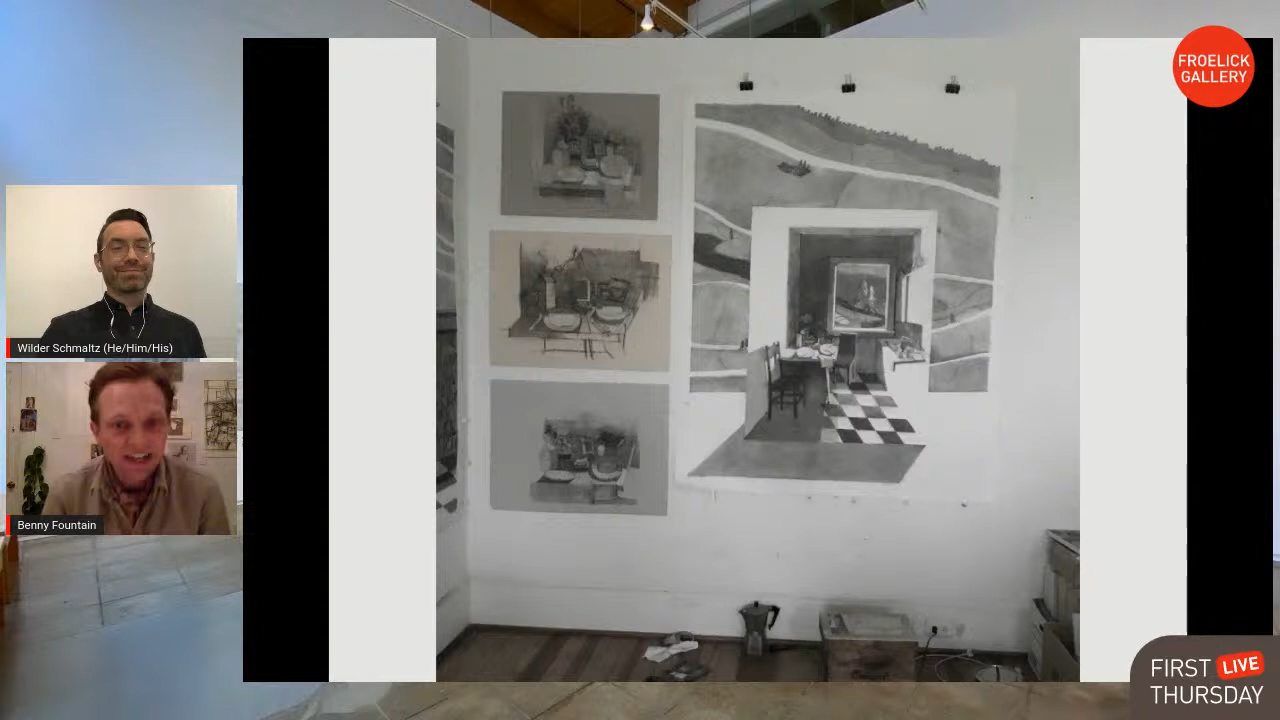 FROELICK
GALLERY
Wilder Schmaltz (He/Him/His)
Benny Fountain
FIRST LIVE
THURSDAY